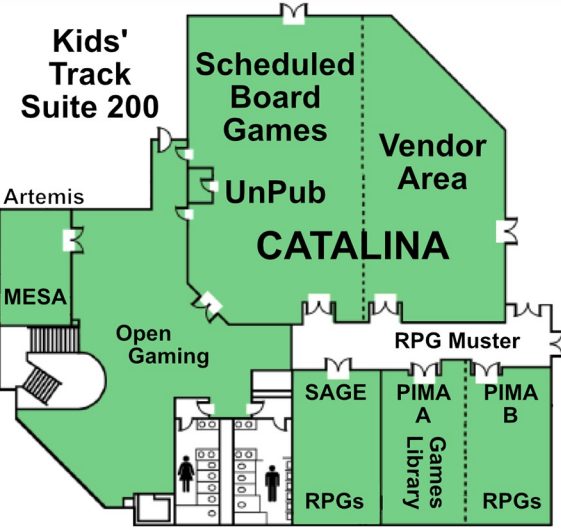 Kids'
Track
Suite 200
Scheduled
Board
Games
Vendor
Area
UnPub
CATALINA
Artemis
MESA
Open
Gaming
RPG Muster
SAGE
RPGs
PIMA
A
Games
Library
PIMA
B
RPGs